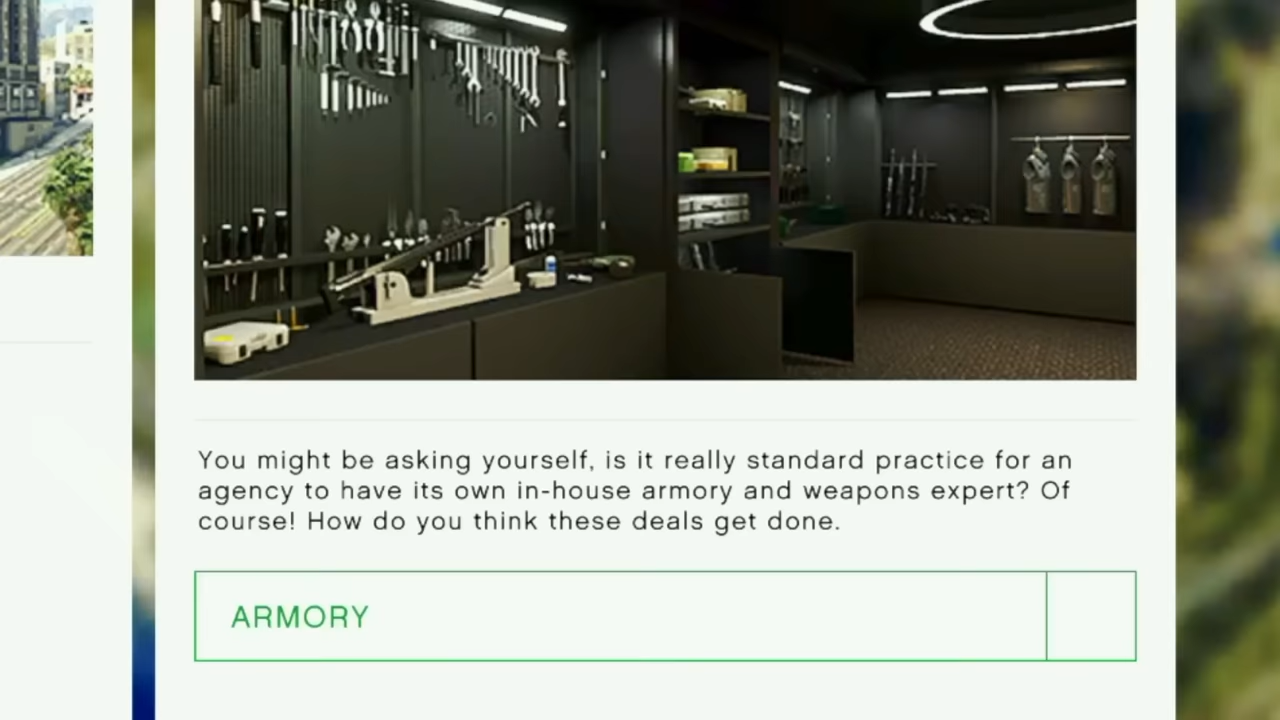 You might be asking yourself, is it really standard practice for an
agency to have its own in-house armory and weapons expert? Of
course! How do you think these deals get done.
ARMORY